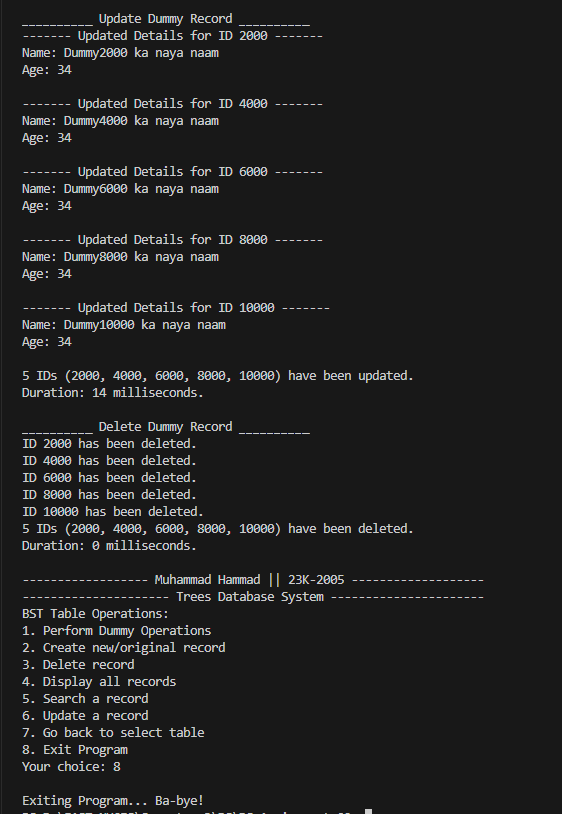 __________ Update Dummy Record __________
------- Updated Details for ID 2000 -------
Name: Dummy2000 ka naya naam
Age: 34
------- Updated Details for ID 4000 -------
Name: Dummy4000 ka naya naam
Age: 34
------- Updated Details for ID 6000 -------
Name: Dummy6000 ka naya naam
Age: 34
------- Updated Details for ID 8000 -------
Name: Dummy8000 ka naya naam
Age: 34
------- Updated Details for ID 10000 -------
Name: Dummy10000 ka naya naam
Age: 34
5 IDs (2000, 4000, 6000, 8000, 10000) have been updated.
Duration: 14 milliseconds.
__________ Delete Dummy Record __________
ID 2000 has been deleted.
ID 4000 has been deleted.
ID 6000 has been deleted.
ID 8000 has been deleted.
ID 10000 has been deleted.
5 IDs (2000, 4000, 6000, 8000, 10000) have been deleted.
Duration: 0 milliseconds.
------------------ Muhammad Hammad || 23K-2005 -------------------
--------------------- Trees Database System ----------------------
BST Table Operations:
1. Perform Dummy Operations
2. Create new/original record
3. Delete record
4. Display all records
5. Search a record
6. Update a record
7. Go back to select table
8. Exit Program
Your choice: 8
Exiting Program... Ba-bye!